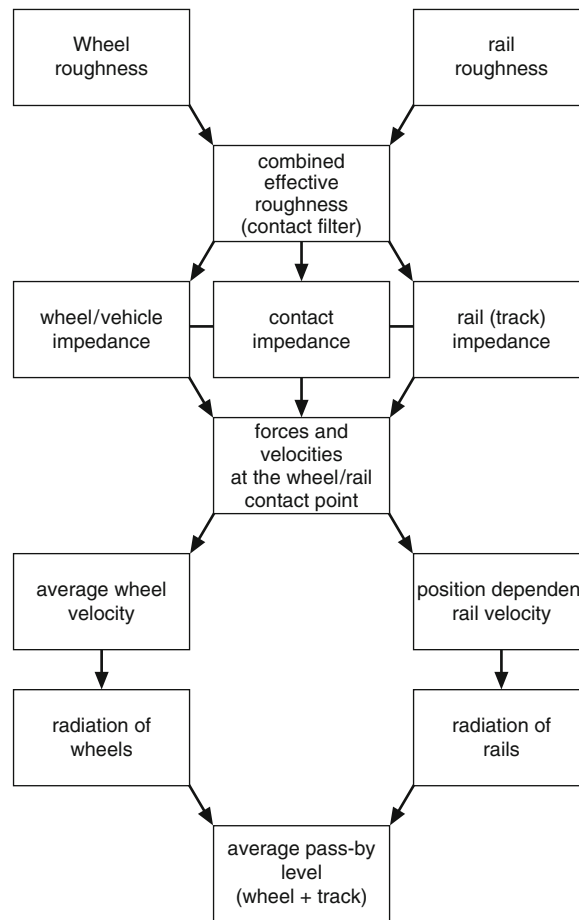 Wheel
roughness
rail
roughness
combined
effective
roughness
(contact filter)
wheel/vehicle
impedance
contact
impedance
rail (track)
impedance
forces and
velocities
at the wheel/rail
contact point
average wheel
velocity
position dependen
rail velocity
radiation of
wheels
radiation of
rails
average pass-by
level
(wheel + track)